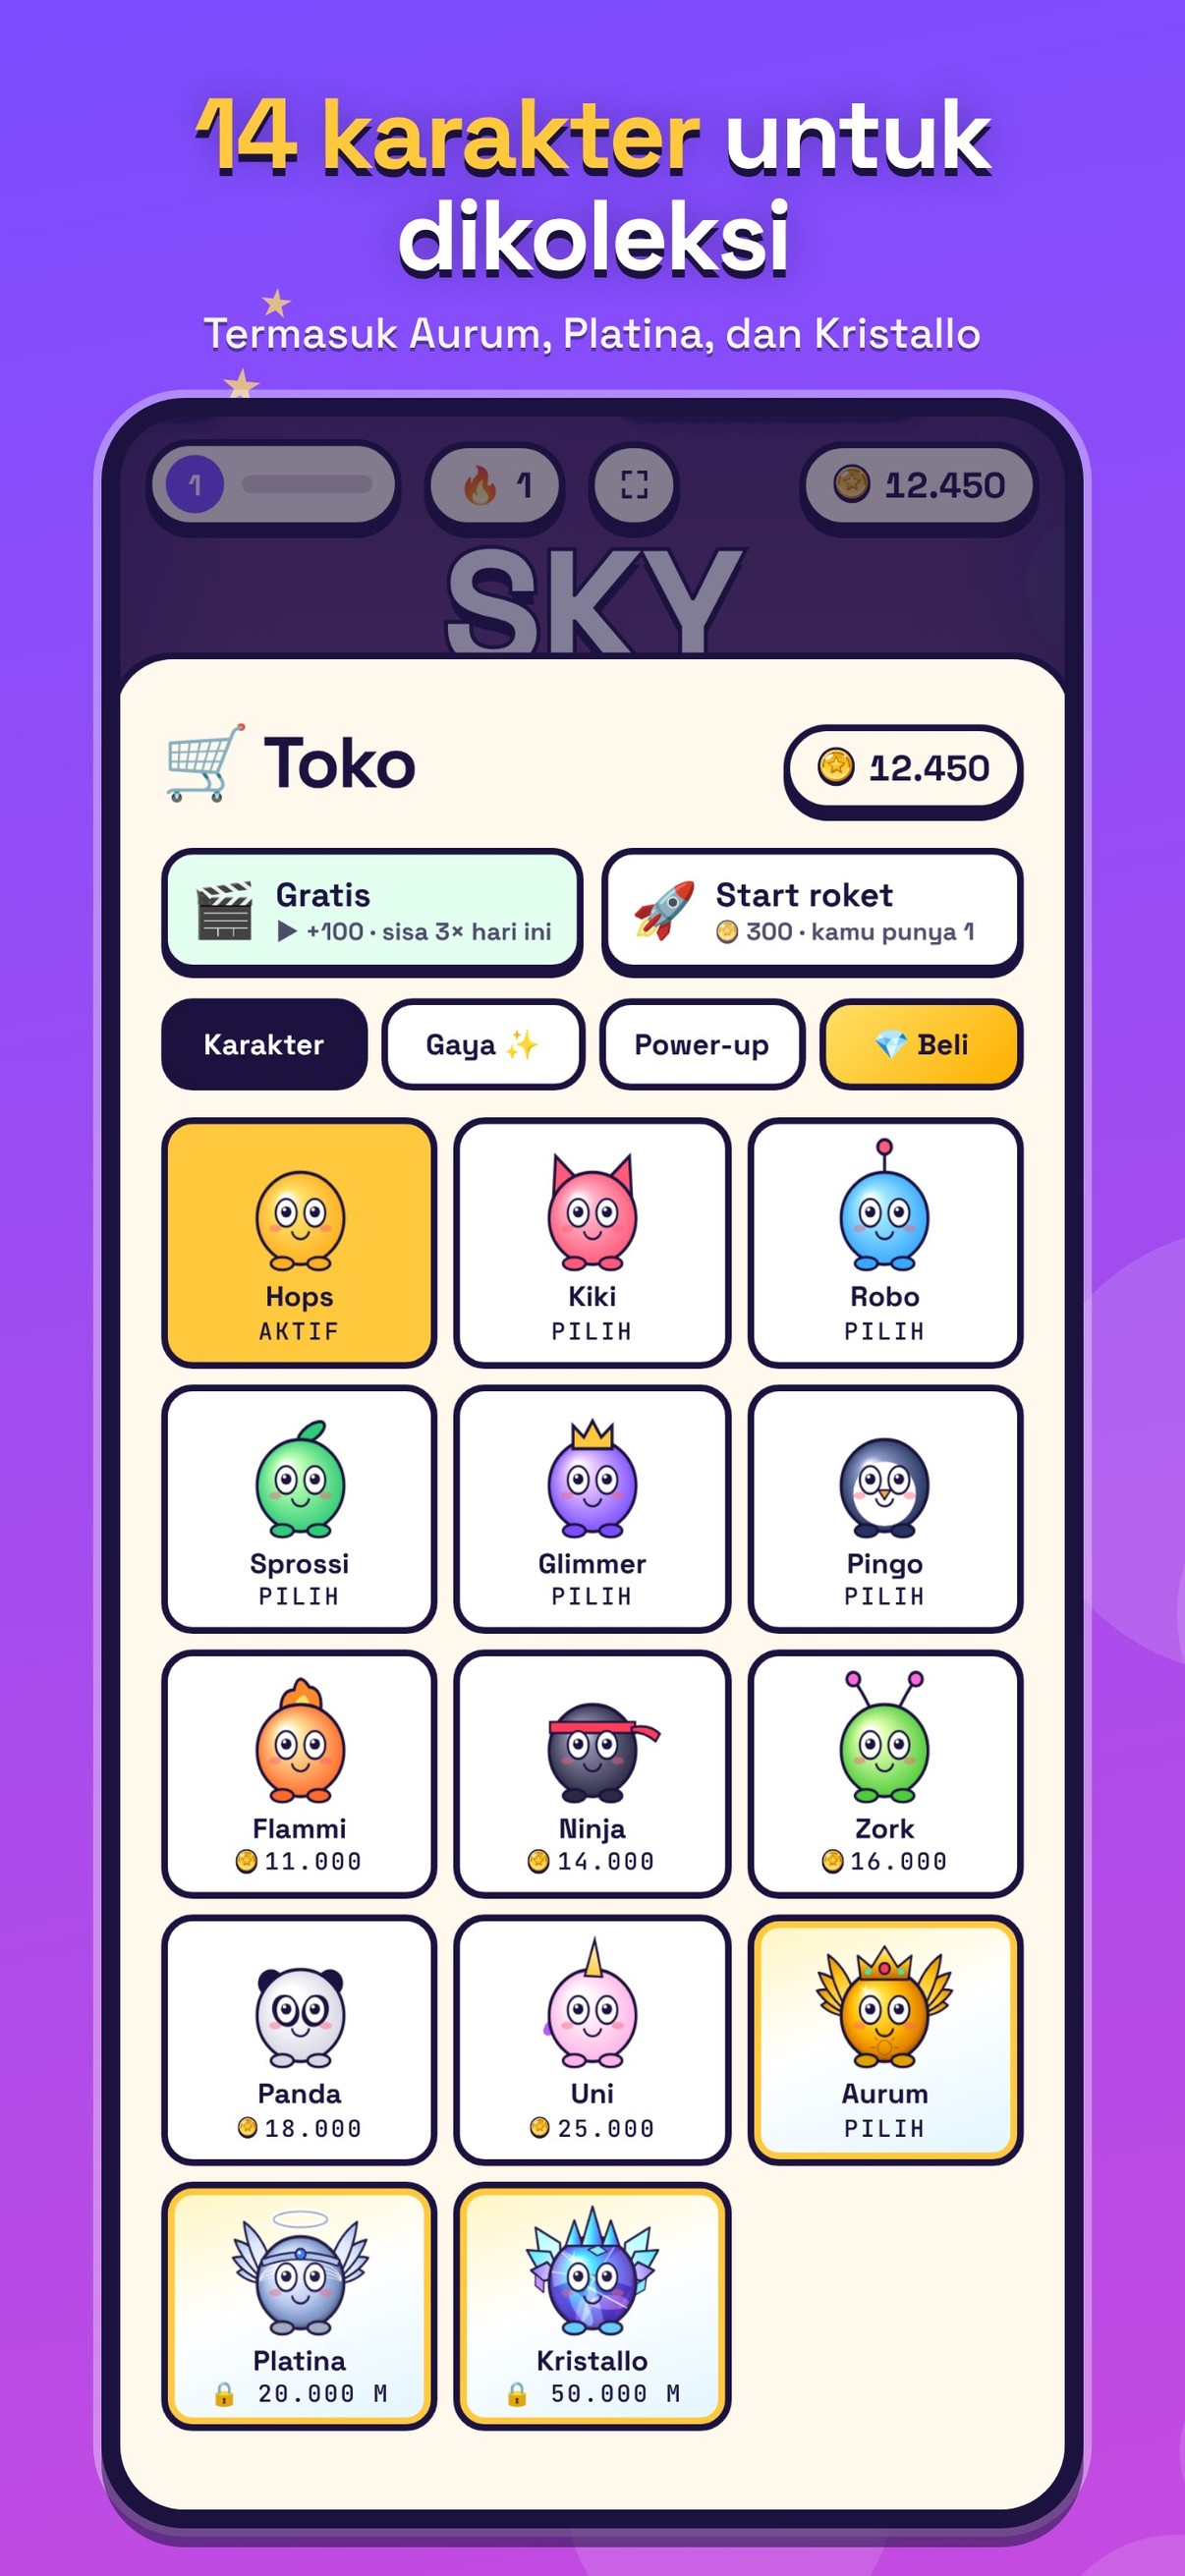 14 karakter untuk
dikoleksi
Termasuk Aurum, Platina, dan Kristallo
1
1
12.450
SKY
Toko
12.450
Gratis
+100 · sisa 3× hari ini
Start roket
300 · kamu punya 1
Karakter
Gaya
Power-up
Beli
Hops
AKTIF
Kiki
PILIH
Robo
PILIH
Sprossi
PILIH
Glimmer
PILIH
Pingo
PILIH
Flammi
11.000
Ninja
14.000
Zork
16.000
Panda
18.000
Uni
25.000
Aurum
PILIH
Platina
20.000 M
Kristallo
50.000 M